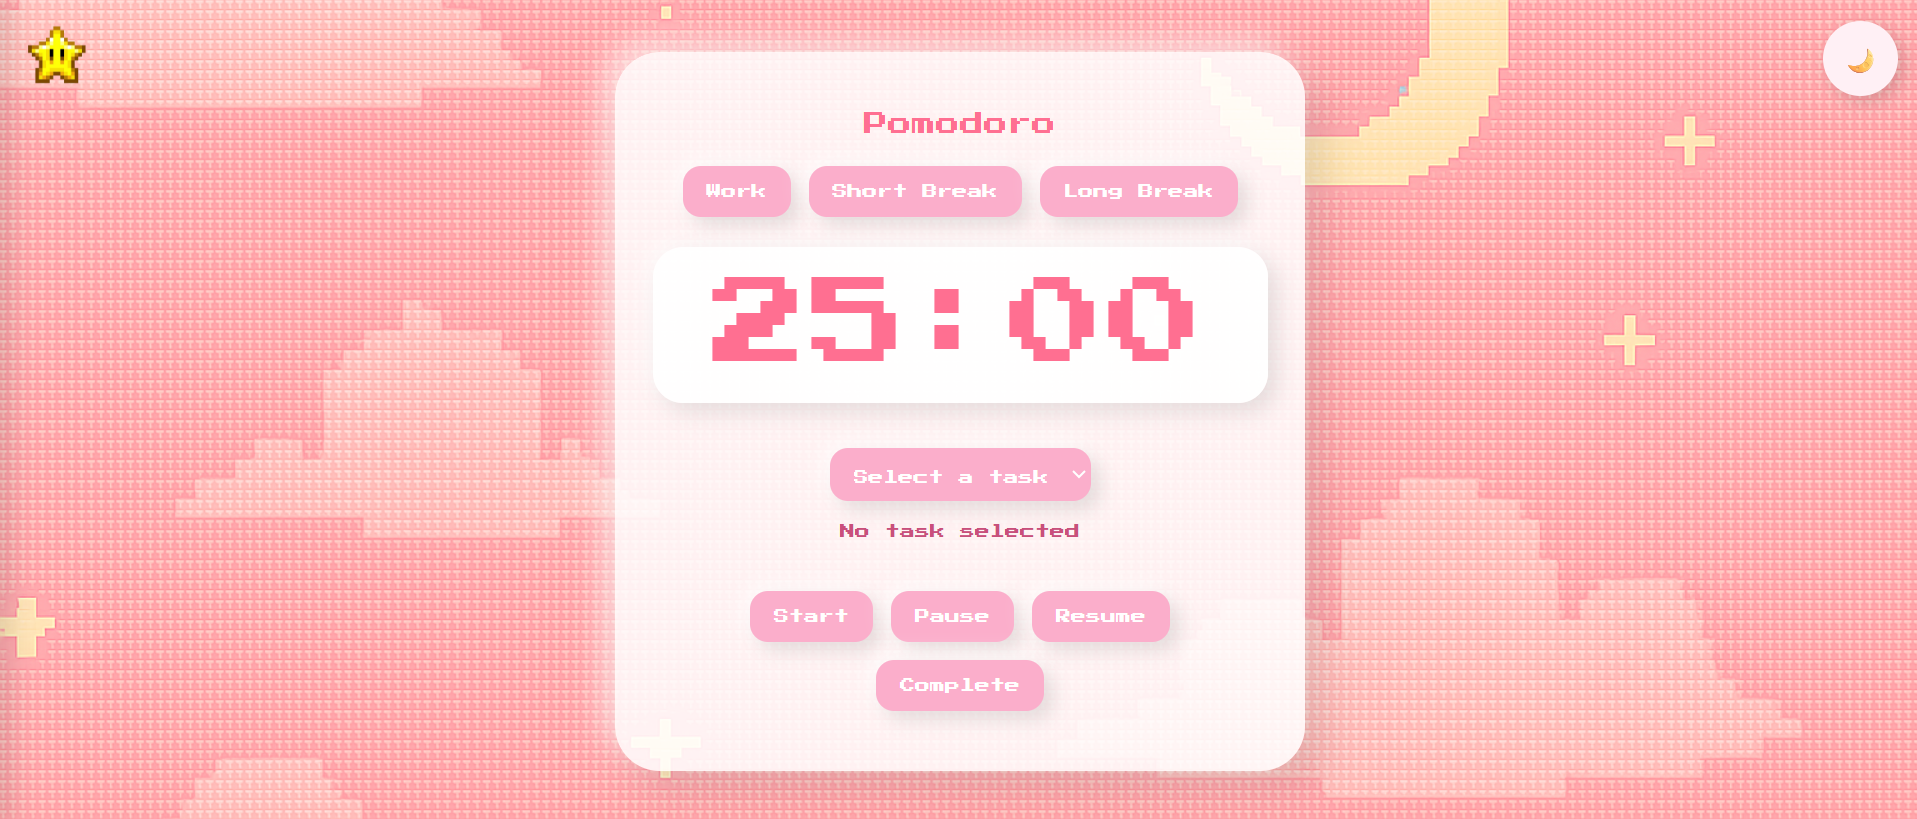 Pomodoro
Work Short Break Long Break
25:00
Select a task
No task selected
Start Pause Resume
Complete